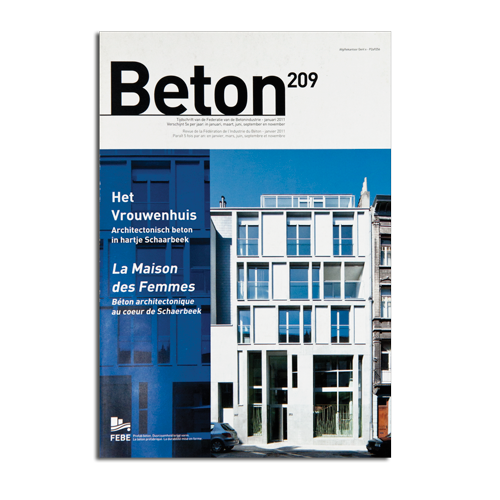 Beton209
Tijdschrift van de Federatie van de Betonindustrie - januari 2011
Verschijnt 5x per jaar in januari, maart, juni, september en november
Revue de la Fédération de l'Industrie du Béton - janvier 2011
Paraît 5 fois par an: en janvier, mars, juin, septembre et novembre
Het
Vrouwenhuis
Architectonisch beton
in hartje Schaarbeek
La Maison
des Femmes
Béton architectonique
au coeur de Schaerbeek
FEBE